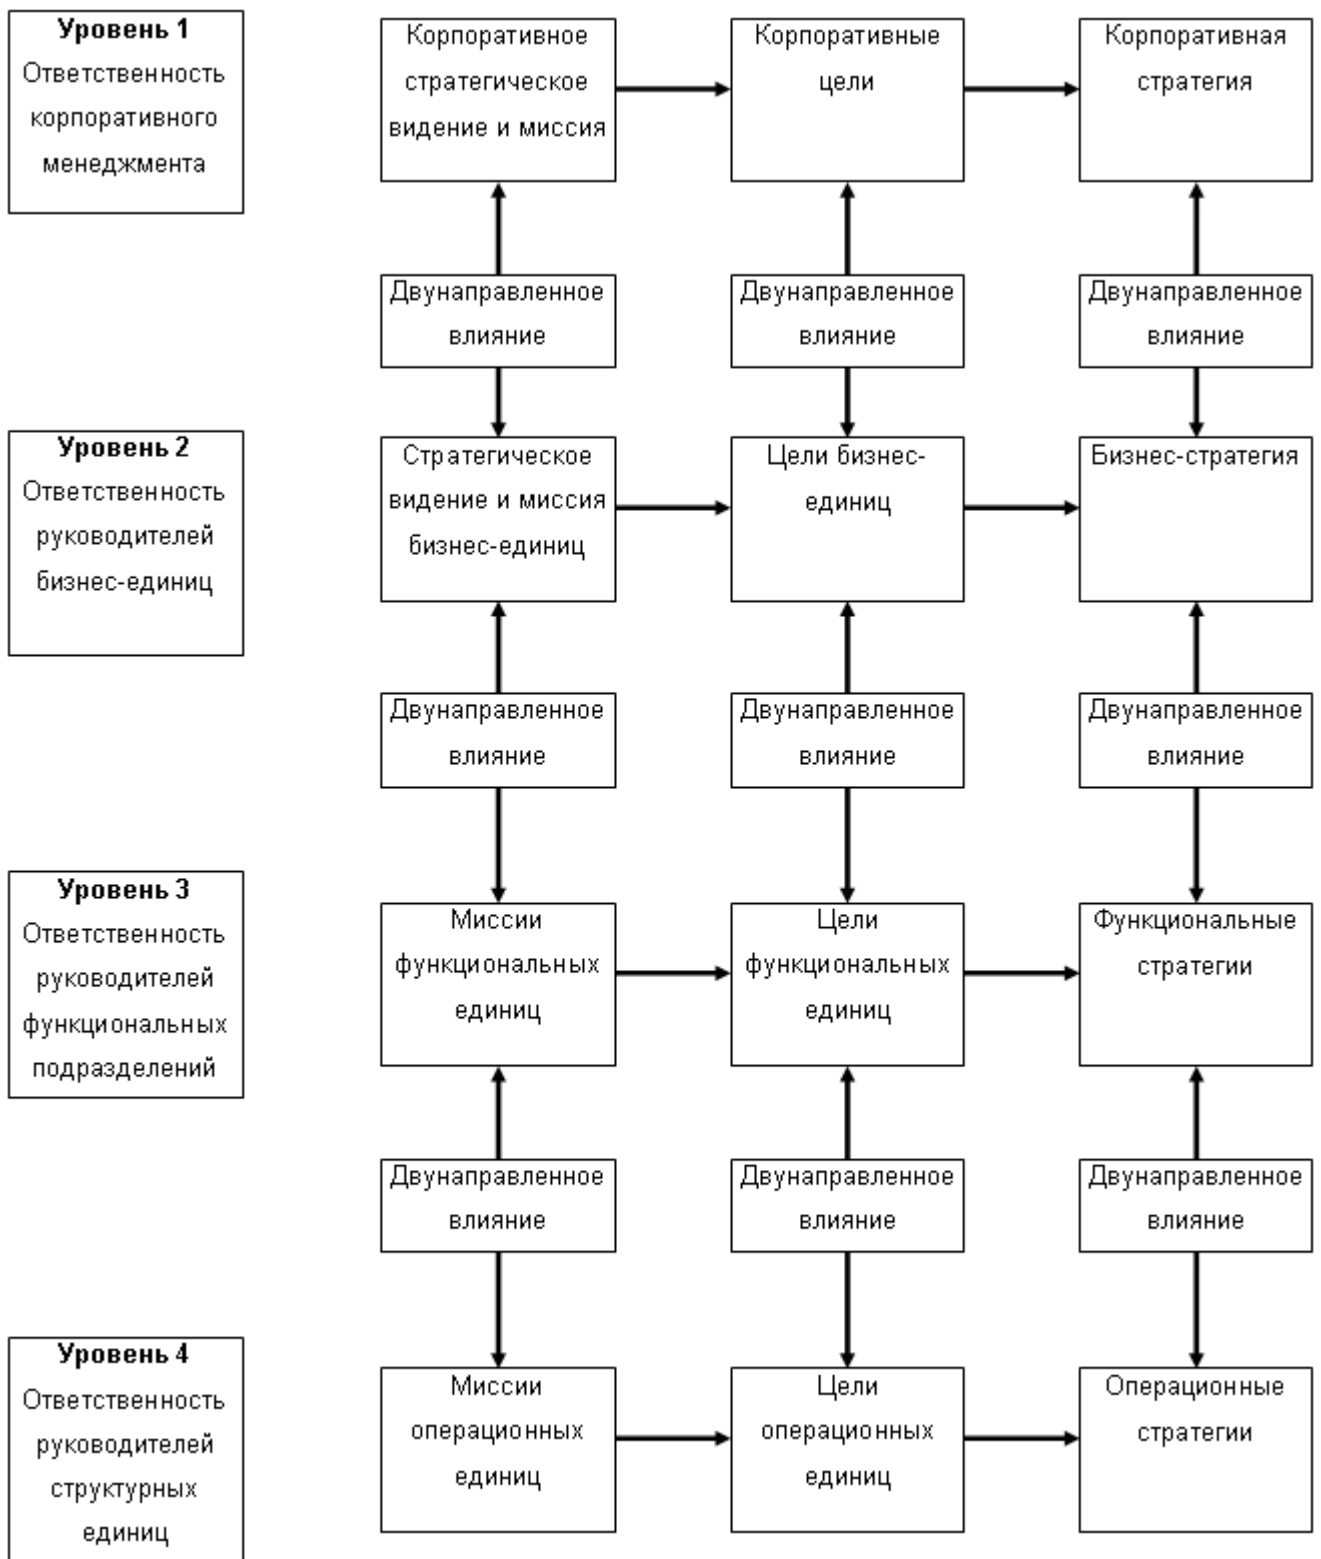 Уровень 1
Ответственность
корпоративного
менеджмента
Корпоративное
стратегическое
видение и миссия
Корпоративные
цели
Корпоративная
стратегия
Двунаправленное
влияние
Двунаправленное
влияние
Двунаправленное
влияние
Уровень 2
Ответственность
руководителей
бизнес-единиц
Стратегическое
видение и миссия
бизнес-единиц
Цели бизнес-
единиц
Бизнес-стратегия
Двунаправленное
влияние
Двунаправленное
влияние
Двунаправленное
влияние
Уровень 3
Ответственность
руководителей
функциональных
подразделений
Миссии
функциональных
единиц
Цели
функциональных
единиц
Функциональные
стратегии
Двунаправленное
влияние
Двунаправленное
влияние
Двунаправленное
влияние
Уровень 4
Ответственность
руководителей
структурных
единиц
Миссии
операционных
единиц
Цели
операционных
единиц
Операционные
стратегии